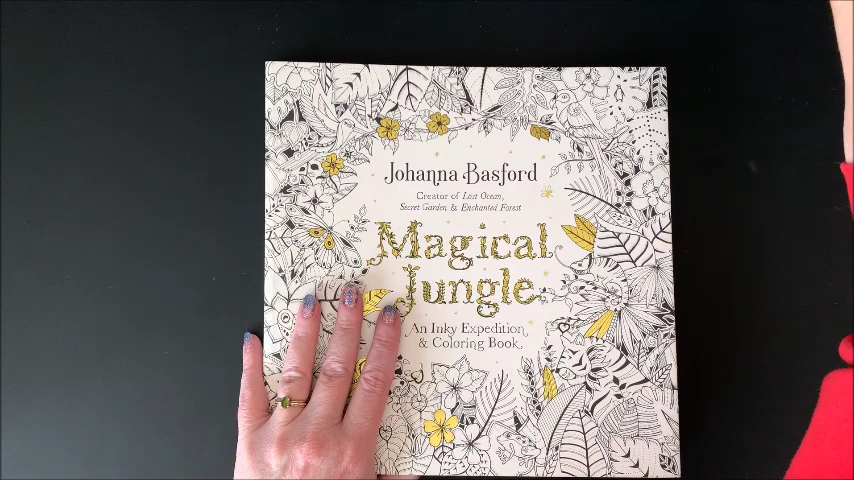 Johanna Basford
Creator of Lost Ocean,
Secret Garden & Enchanted Forest
Magical
Jungle
An Inky Expedition
& Coloring Book